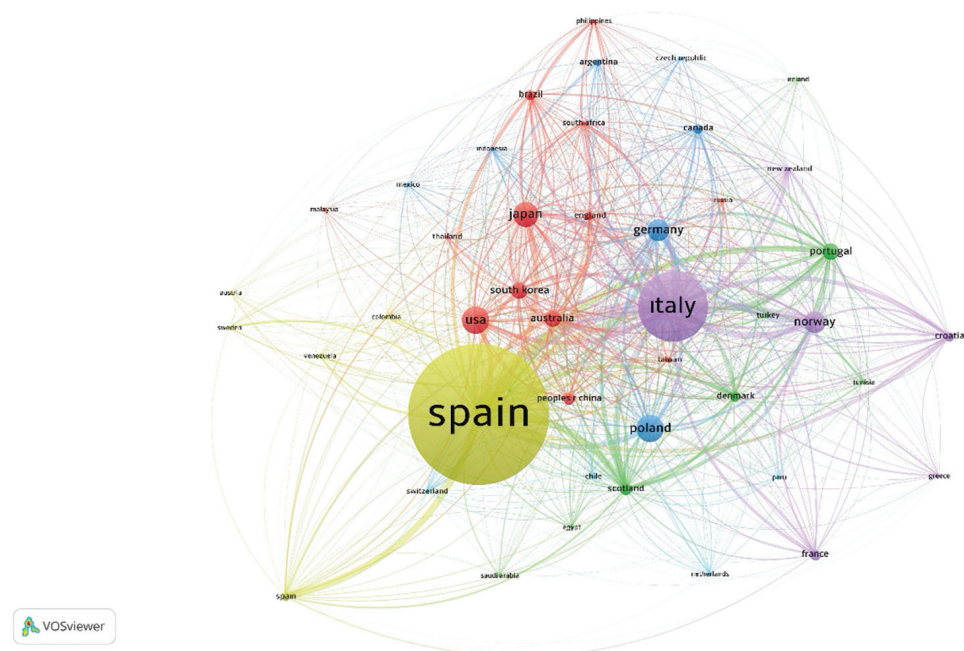 philippines
argentina
czech republic
ireland
brazil
south africa
canada
indonesia
new zealand
mexico
russia
malaysia
japan
england
germany
thailand
portugal
south korea
austria
italy
usa
australia
colombia
turkey
norway
sweden
croatia
venezuela
taiwan
tunisia
peoples r china
denmark
spain
poland
chile
peru
greece
switzerland
scotland
egypt
france
saudi arabia
netherlands
spain
VOSviewer